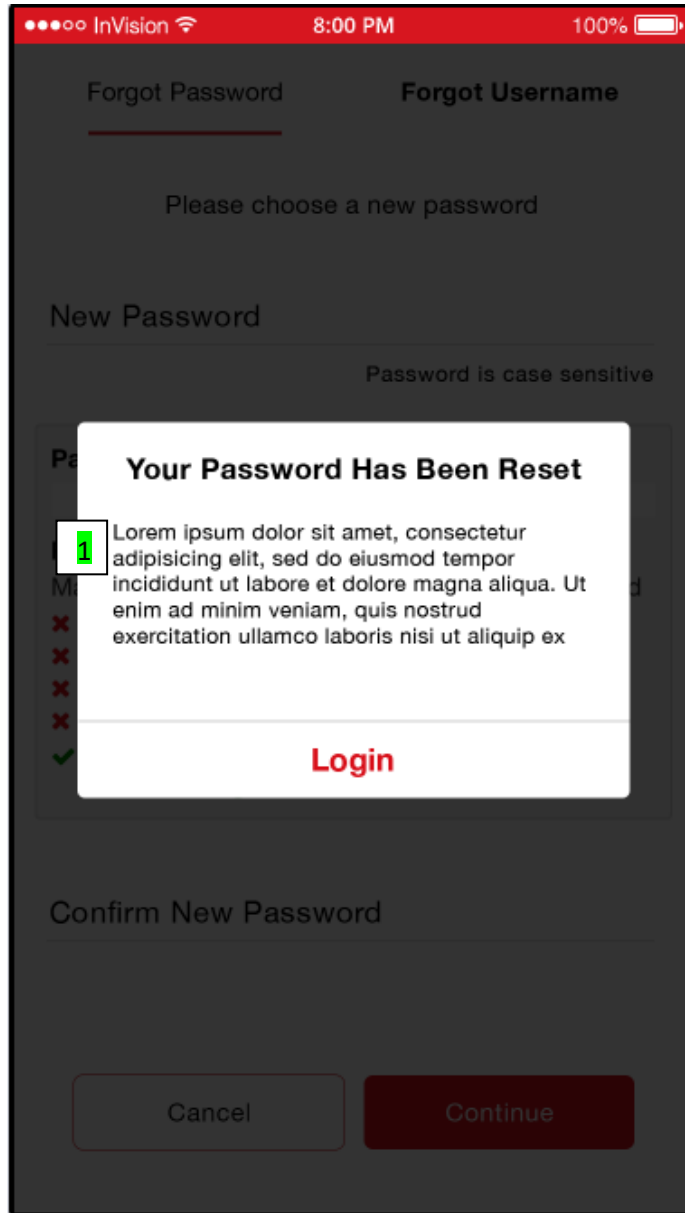 InVision 8:00 PM 100%
Forgot Password Forgot Username
Please choose a new password
New Password
Password is case sensitive
Your Password Has Been Reset
1
Lorem ipsum dolor sit amet, consectetur
adipisicing elit, sed do eiusmod tempor
incididunt ut labore et dolore magna aliqua. Ut
enim ad minim veniam, quis nostrud
exercitation ullamco laboris nisi ut aliquip ex
Login
Confirm New Password
Cancel Continue